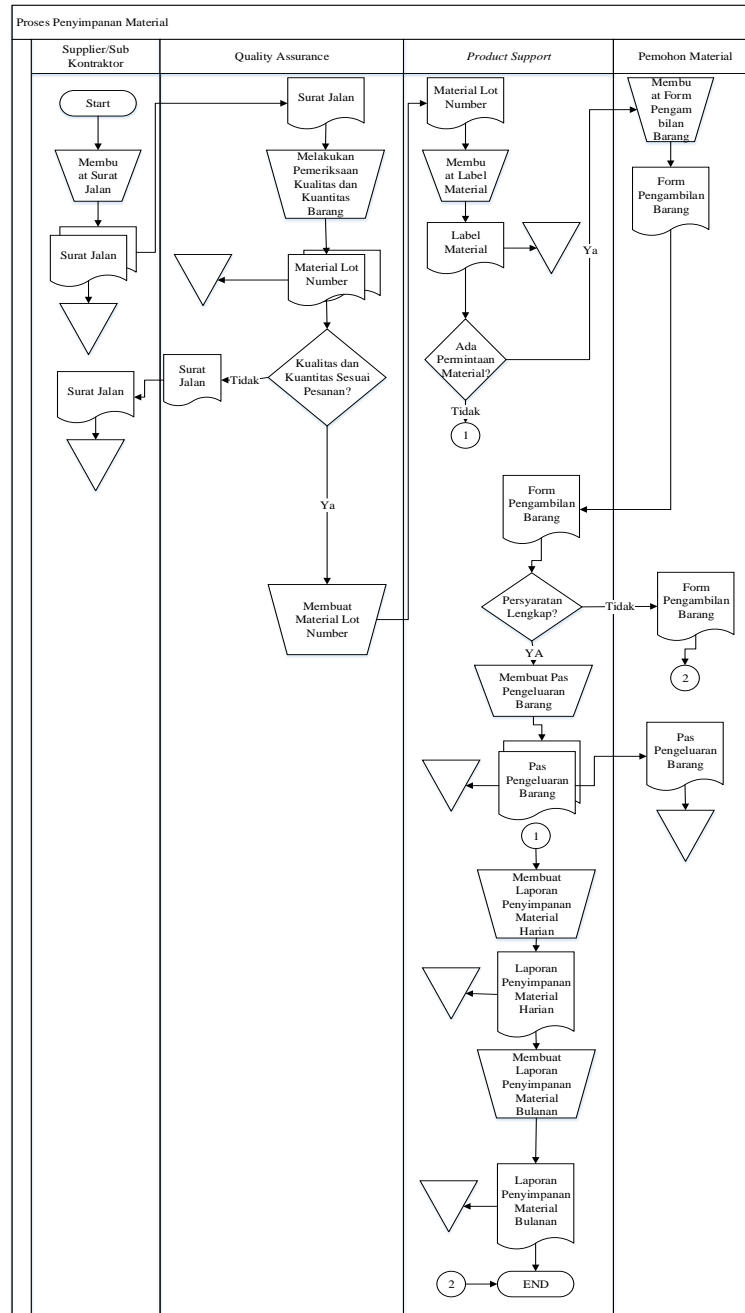 Proses Penyimpanan Material
Supplier/Sub
Kontraktor
Quality Assurance
Product Support
Pemohon Material
Start
Membu
at Surat
Jalan
Surat Jalan
Surat Jalan
Surat Jalan
Melakukan
Pemeriksaan
Kualitas dan
Kuantitas
Barang
Material Lot
Number
Kualitas dan
Kuantitas Sesuai
Pesanan?
Tidak
Surat
Jalan
Ya
Membuat
Material Lot
Number
Material Lot
Number
Membu
at Label
Material
Label
Material
Ada
Permintaan
Material?
Ya
Tidak
1
Membu
at Form
Pengam
bilan
Barang
Form
Pengambilan
Barang
Form
Pengambilan
Barang
Persyaratan
Lengkap?
Tidak
Form
Pengambilan
Barang
2
YA
Membuat Pas
Pengeluaran
Barang
Pas
Pengeluaran
Barang
Pas
Pengeluaran
Barang
1
Membuat
Laporan
Penyimpanan
Material
Harian
Laporan
Penyimpanan
Material
Harian
Membuat
Laporan
Penyimpanan
Material
Bulanan
Laporan
Penyimpanan
Material
Bulanan
2
END